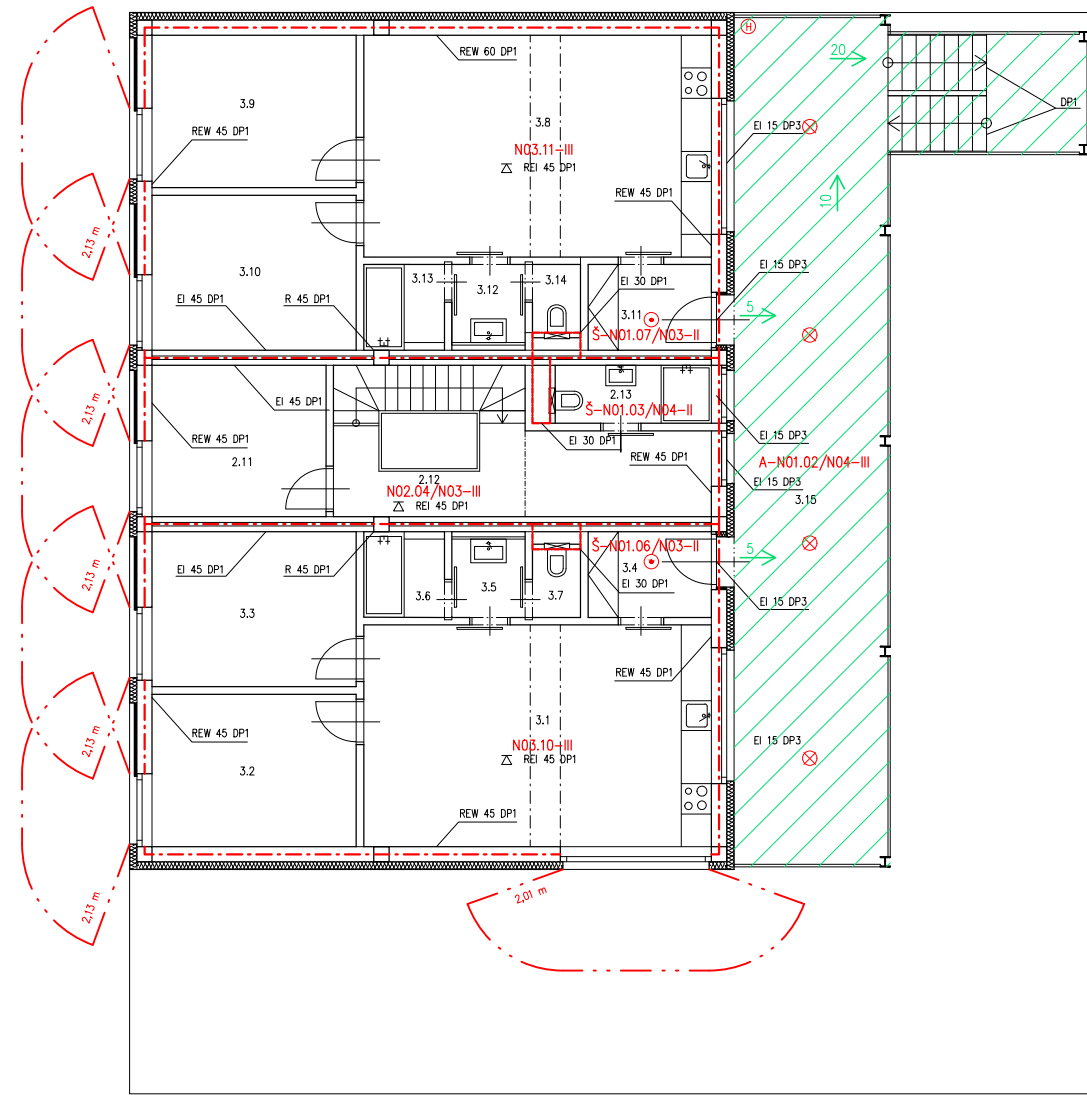 H
REW 60 DP1
20
DP1
3.9
3.8
EI 15 DP3
REW 45 DP1
N03.11-III
REI 45 DP1
REW 45 DP1
10
2,13 m
3.10
3.13
3.12
3.14
EI 15 DP3
EI 45 DP1
R 45 DP1
EI 30 DP1
3.11
5
Š-N01.07/N03-II
EI 45 DP1
2.13
2,13 m
Š-N01.03/N04-II
REW 45 DP1
EI 30 DP1
EI 15 DP3
REW 45 DP1
A-N01.02/N04-III
2.11
2.12
EI 15 DP3
N02.04/N03-III
3.15
REI 45 DP1
Š-N01.06/N03-II
5
EI 45 DP1
R 45 DP1
3.4
2,13 m
3.5
EI 30 DP1
3.6
3.7
EI 15 DP3
3.3
REW 45 DP1
3.1
2,13 m
REW 45 DP1
N03.10-III
EI 15 DP3
REI 45 DP1
3.2
REW 45 DP1
2,13 m
2,01 m